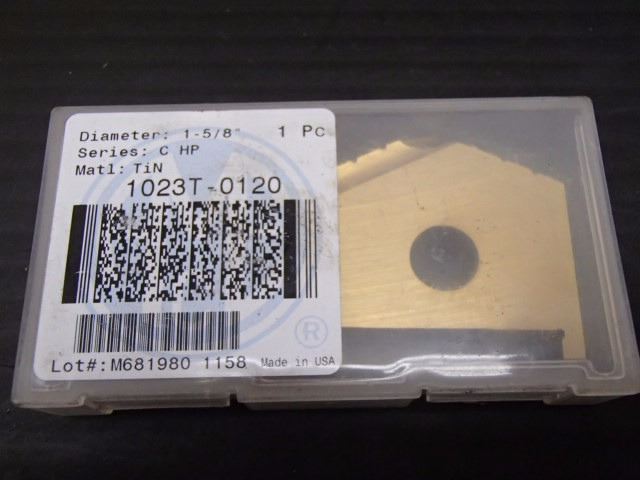 Diameter: 1-5/8" 1 Pc
Series: C HP
Matl: TiN
1023T-0120
®
Lot#: M681980 1158 Made in USA